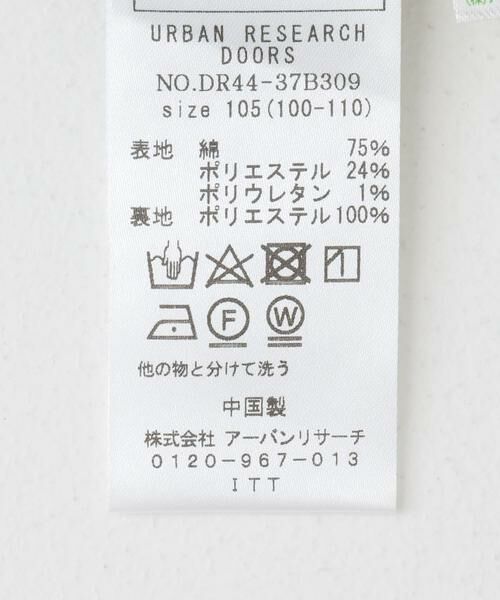 URBAN RESEARCH
DOORS
NO.DR44-37B309
size 105(100-110)
表地 綿 75%
ポリエステル 24%
ポリウレタン 1%
裏地 ポリエステル 100%
F W
他の物と分けて洗う
中国製
株式会社 アーバンリサーチ
0120-967-013
ITT